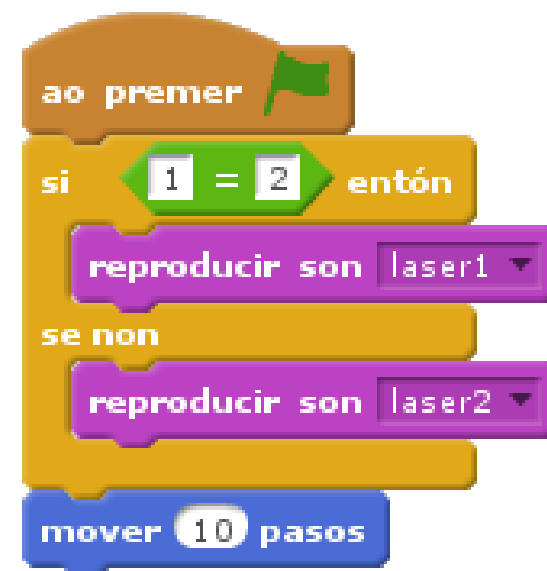 ao premer
si 1 = 2 entón
reproducir son laser1
se non
reproducir son laser2
mover 10 pasos